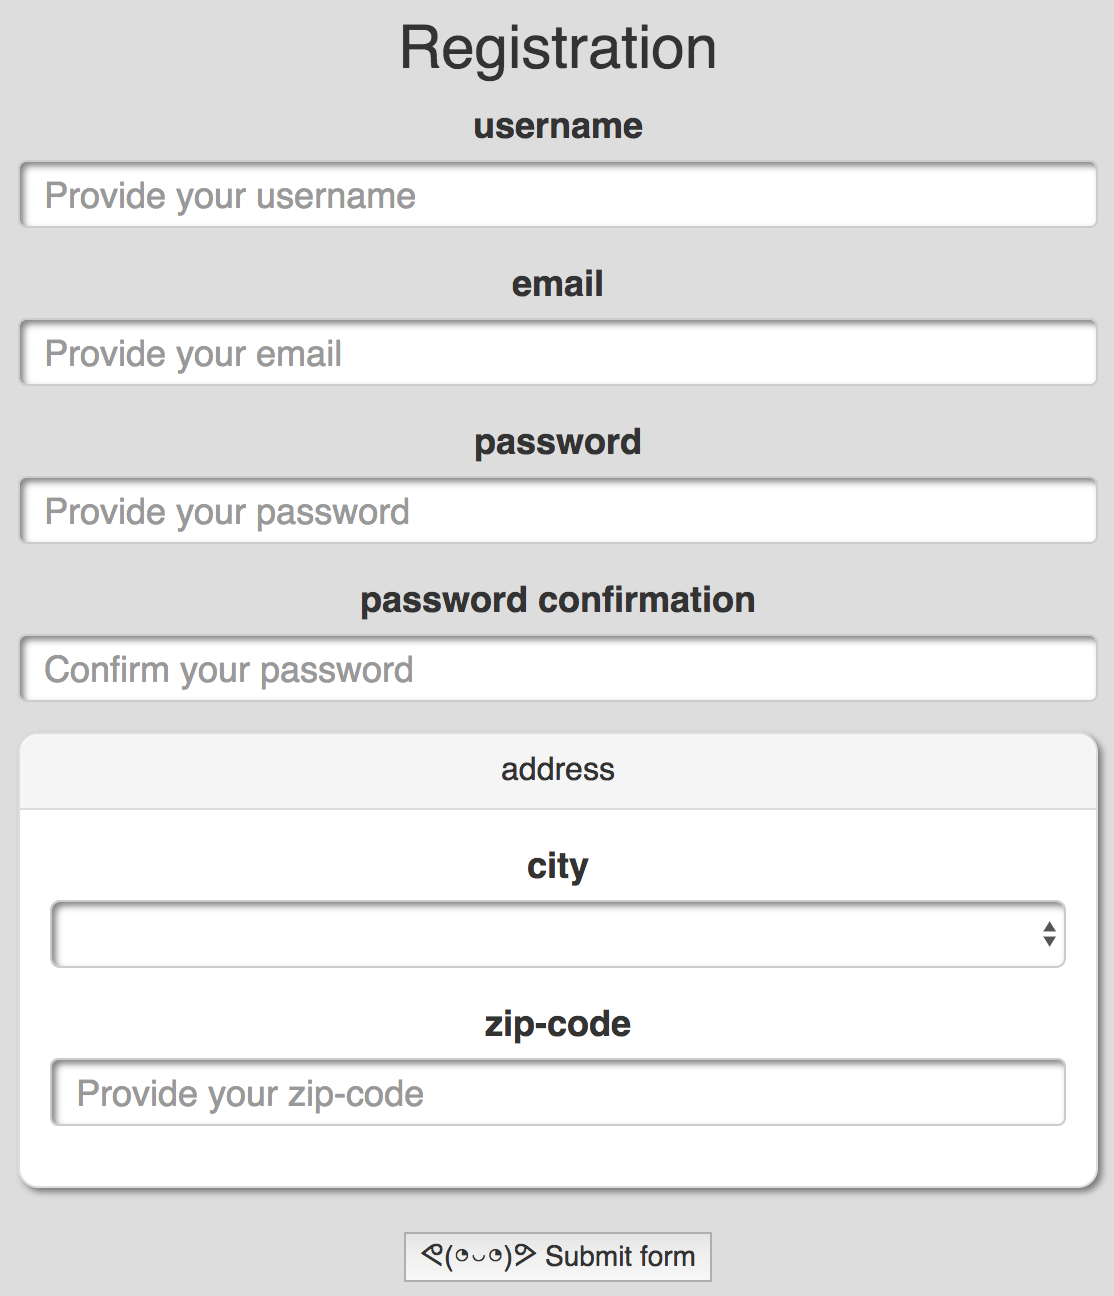 Registration
username
Provide your username
email
Provide your email
password
Provide your password
password confirmation
Confirm your password
address
city
zip-code
Provide your zip-code
ᕙ(◔◡◔)ᕗ Submit form